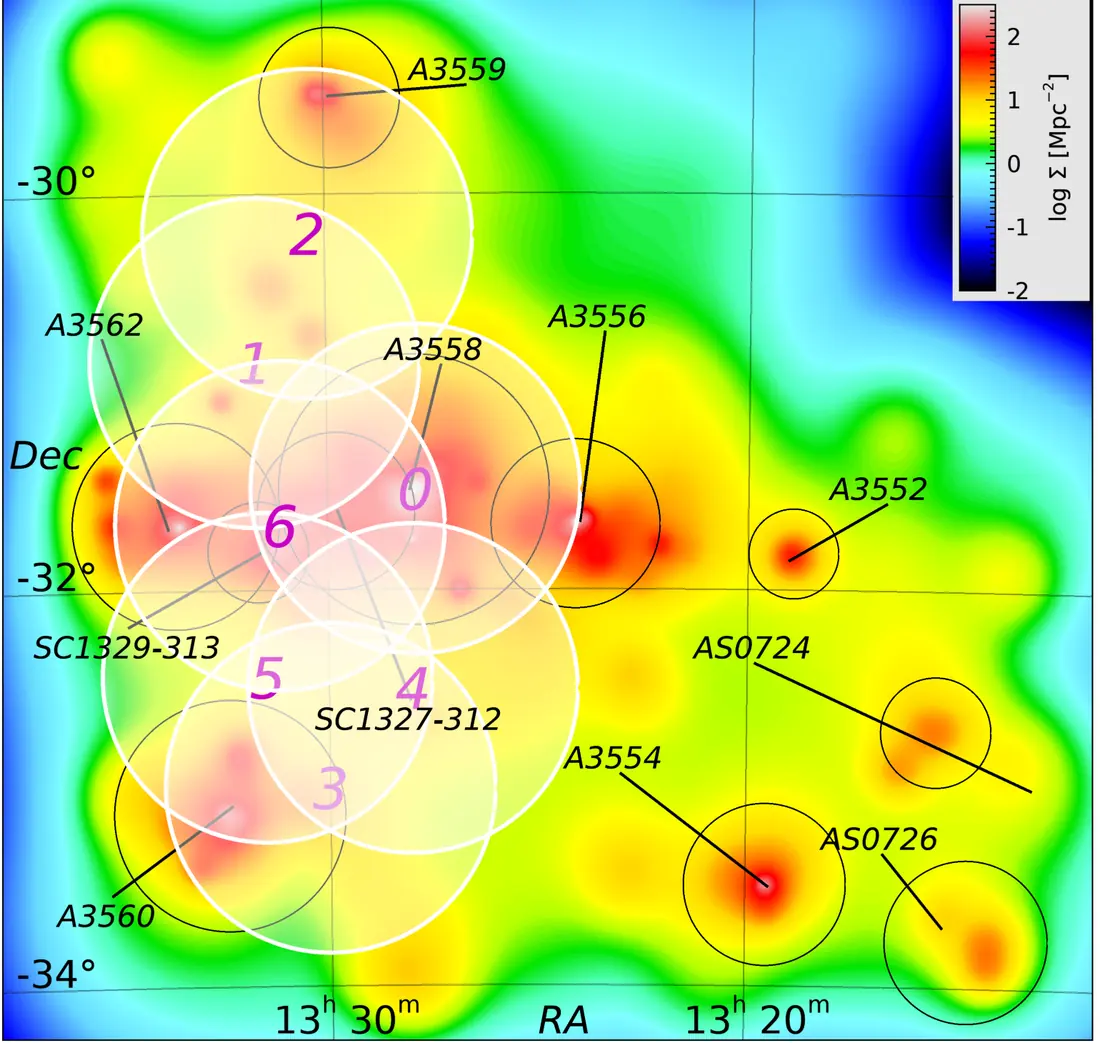 A3559
2
1
0
-1
-2
log Σ [Mpc⁻²]
-30°
2
A3562
A3556
A3558
1
Dec
0
A3552
6
-32°
SC1329-313
AS0724
5
4
SC1327-312
A3554
3
AS0726
A3560
-34°
13ʰ 30ᵐ
RA
13ʰ 20ᵐ